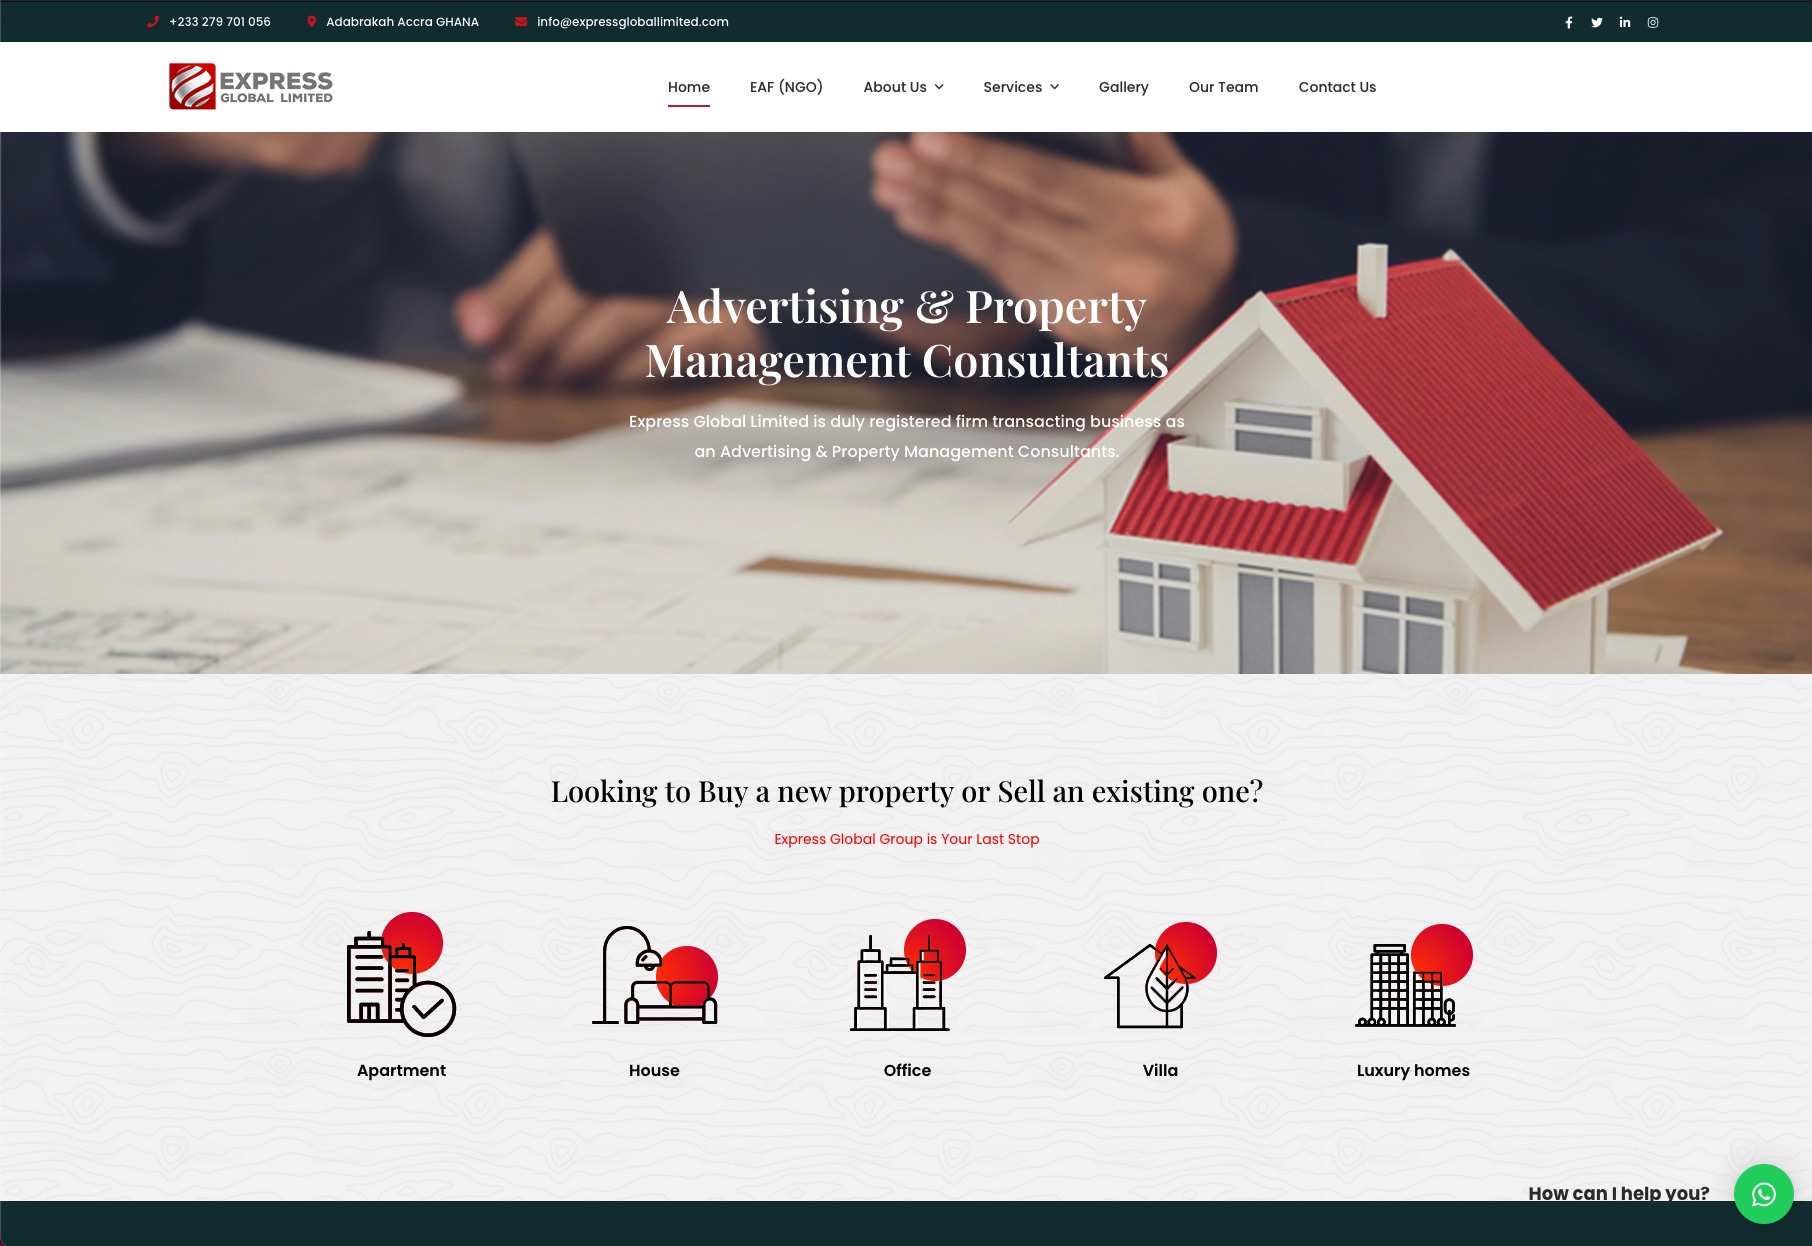 +233 279 701 056
Adabrakah Accra GHANA
info@expressgloballimited.com
EXPRESS
GLOBAL LIMITED
Home
EAF (NGO)
About Us
Services
Gallery
Our Team
Contact Us
Advertising & Property
Management Consultants
Express Global Limited is duly registered firm transacting business as
an Advertising & Property Management Consultants.
Looking to Buy a new property or Sell an existing one?
Express Global Group is Your Last Stop
Apartment
House
Office
Villa
Luxury homes
How can I help you?